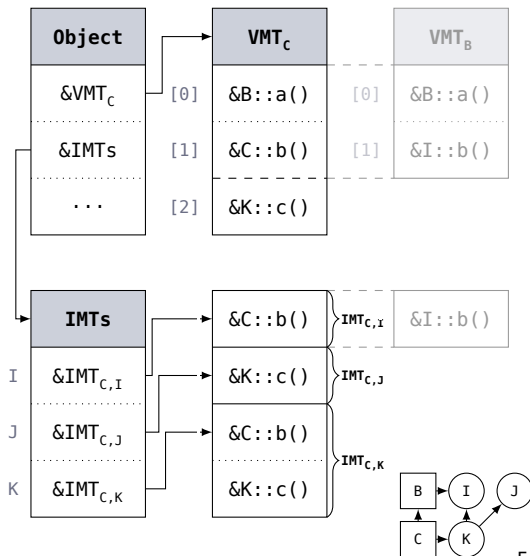 Object VMT_C VMT_B
&VMT_C [0] &B::a() [0] &B::a()
&IMTs [1] &C::b() [1] &I::b()
... [2] &K::c()
IMTs &C::b() IMT_C,I &I::b()
I &IMT_C,I &K::c() IMT_C,J
J &IMT_C,J &C::b()
IMT_C,K
K &IMT_C,K &K::c()
B I J
C K